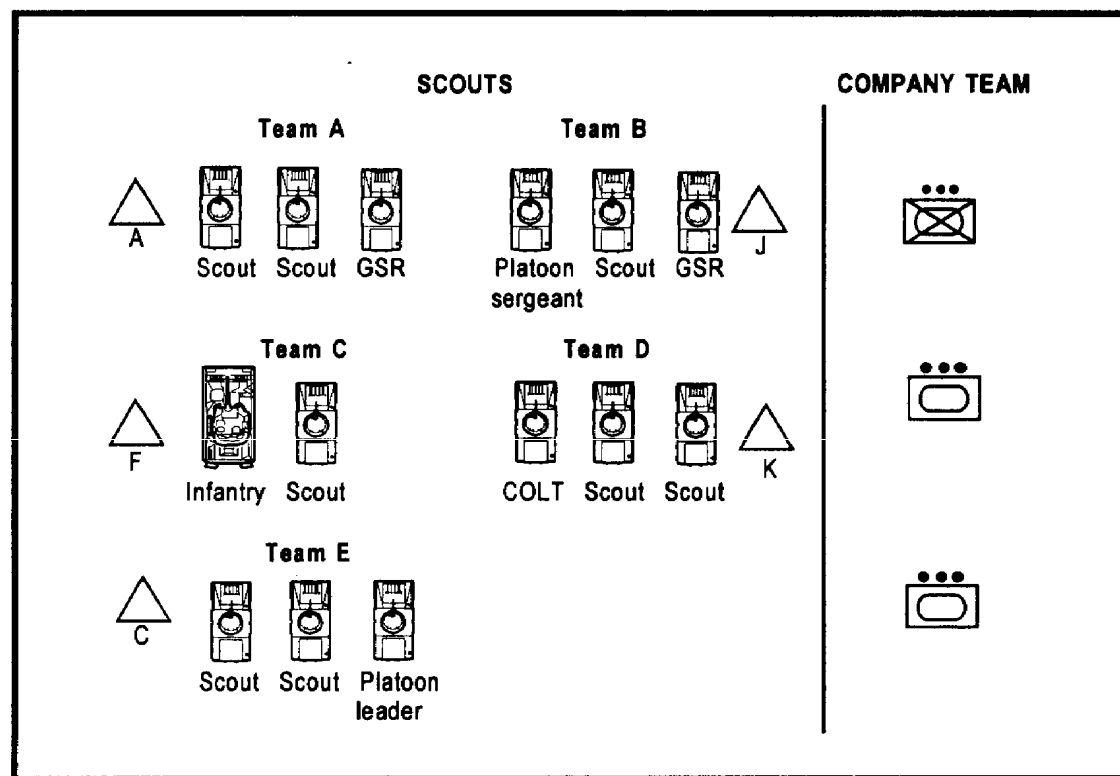 SCOUTS
COMPANY TEAM
Team A
Team B
A
J
Scout Scout GSR
Platoon sergeant Scout GSR
Team C
Team D
F
K
Infantry Scout
COLT Scout Scout
Team E
C
Scout Scout Platoon leader